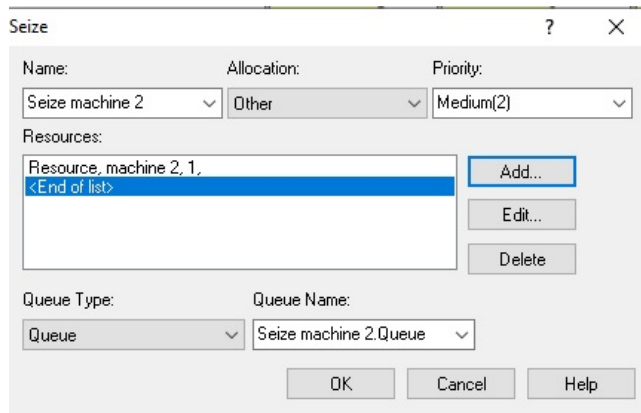 Seize ? ×
Name: Allocation: Priority:
Seize machine 2 Other Medium(2)
Resources:
Resource, machine 2, 1,
<End of list>
Add...
Edit...
Delete
Queue Type: Queue Name:
Queue Seize machine 2.Queue
OK Cancel Help